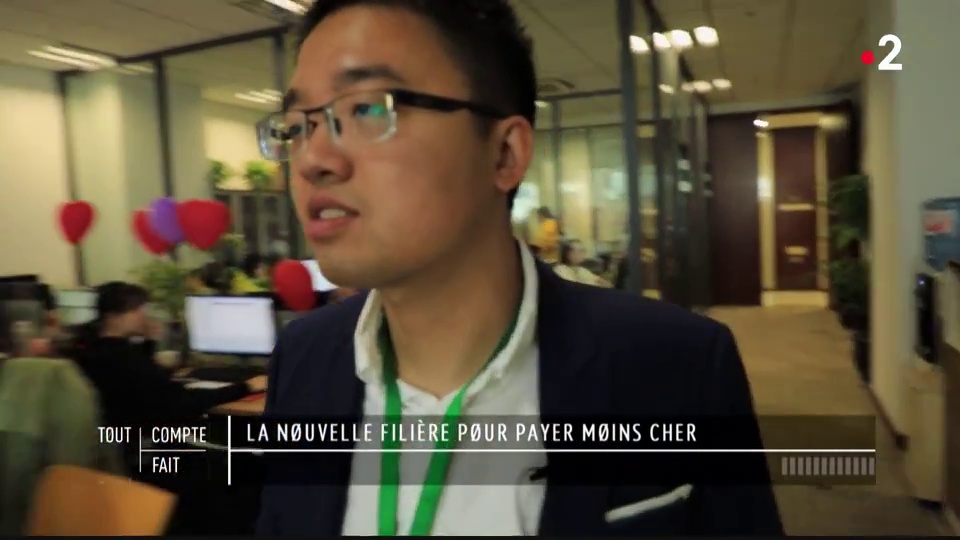 2
TOUT COMPTE
FAIT
LA NØUVELLE FILIÈRE PØUR PAYER MØINS CHER